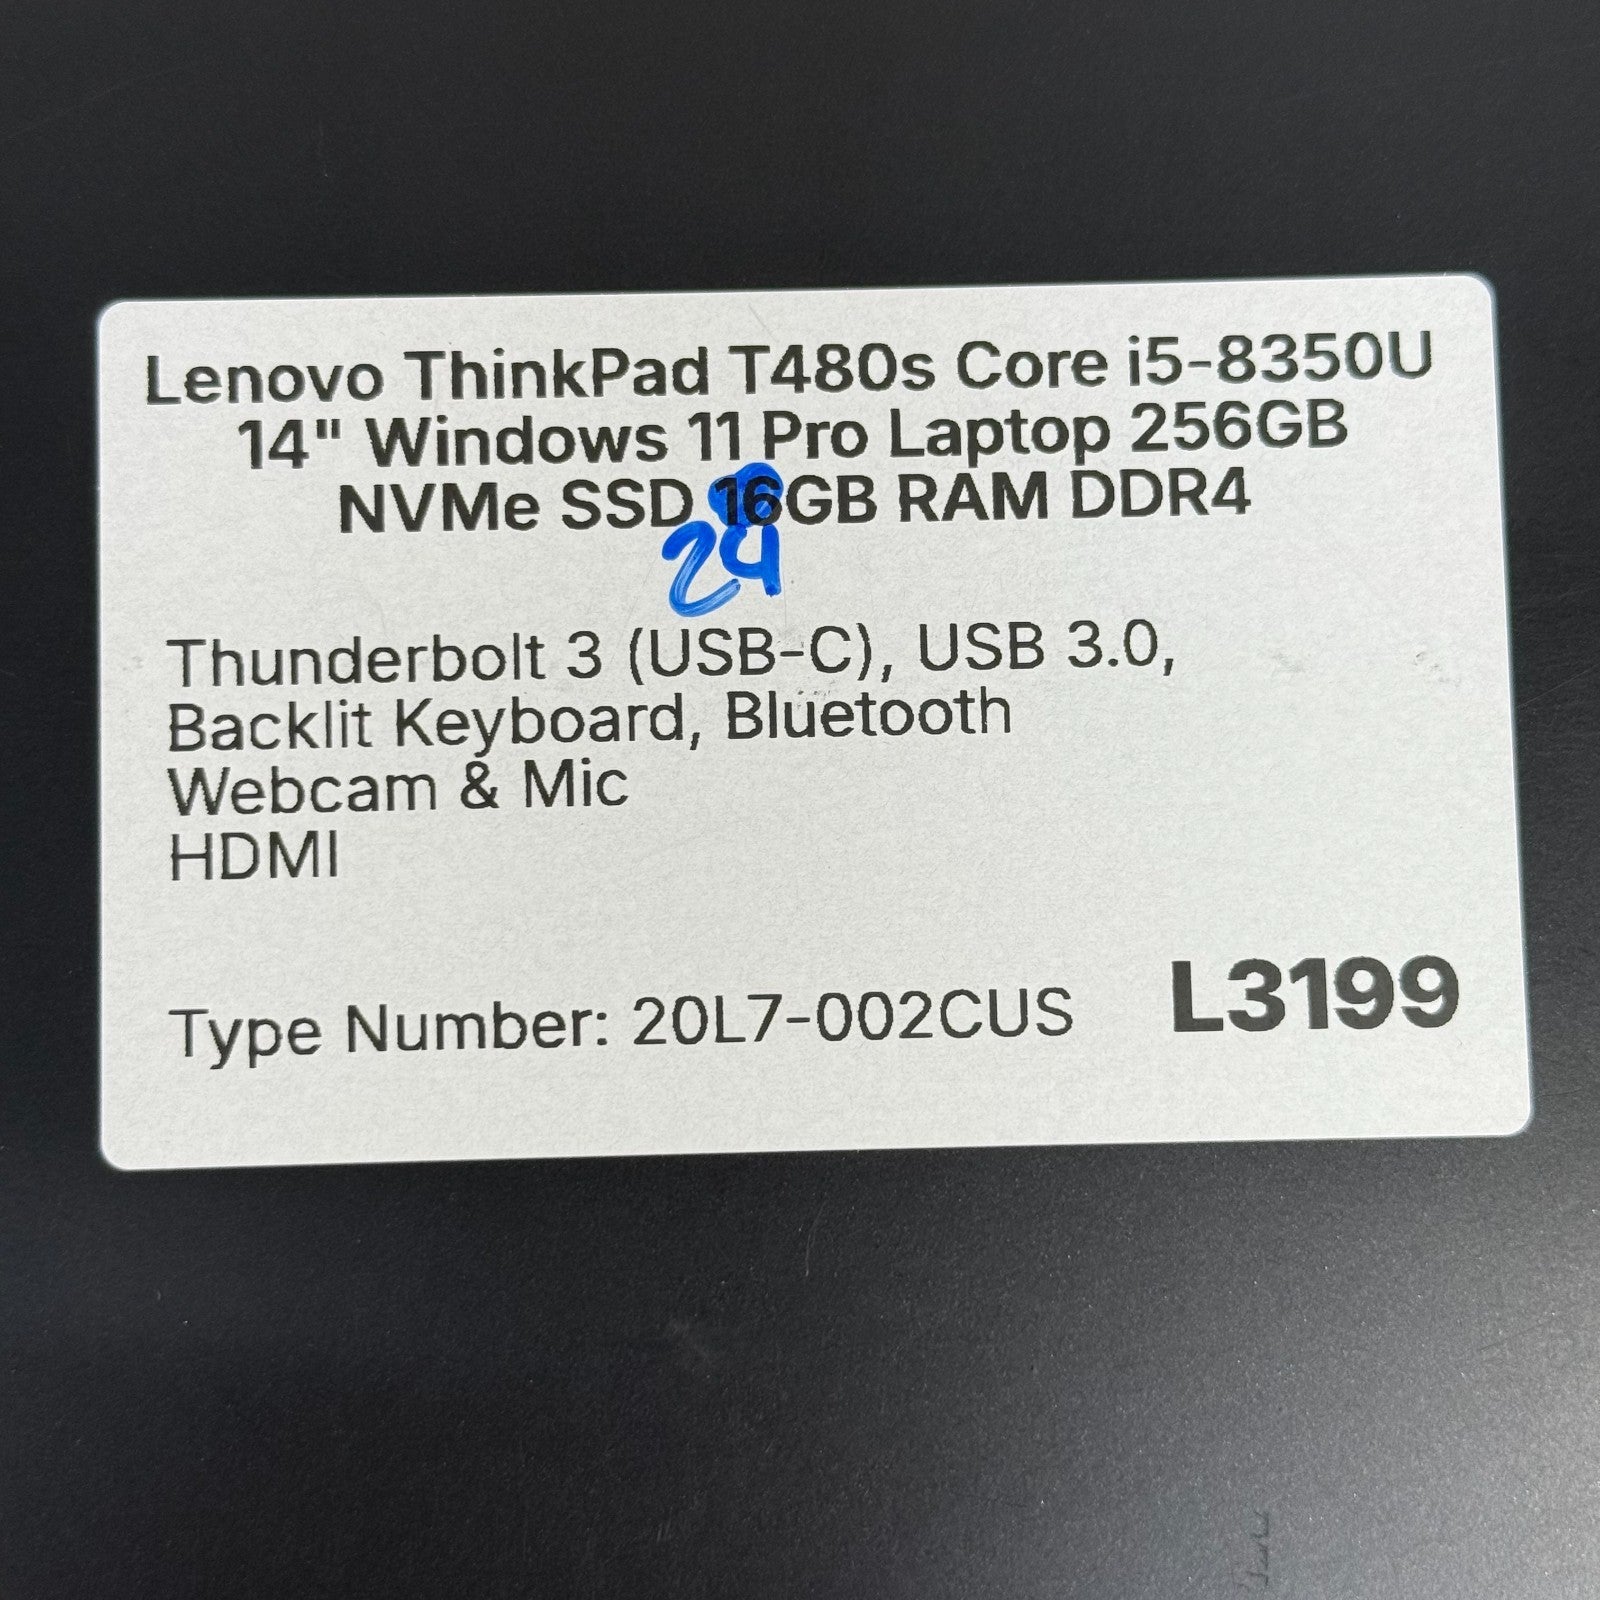 Lenovo ThinkPad T480s Core i5-8350U
14" Windows 11 Pro Laptop 256GB
NVMe SSD 16GB RAM DDR4
24
Thunderbolt 3 (USB-C), USB 3.0,
Backlit Keyboard, Bluetooth
Webcam & Mic
HDMI
Type Number: 20L7-002CUS
L3199